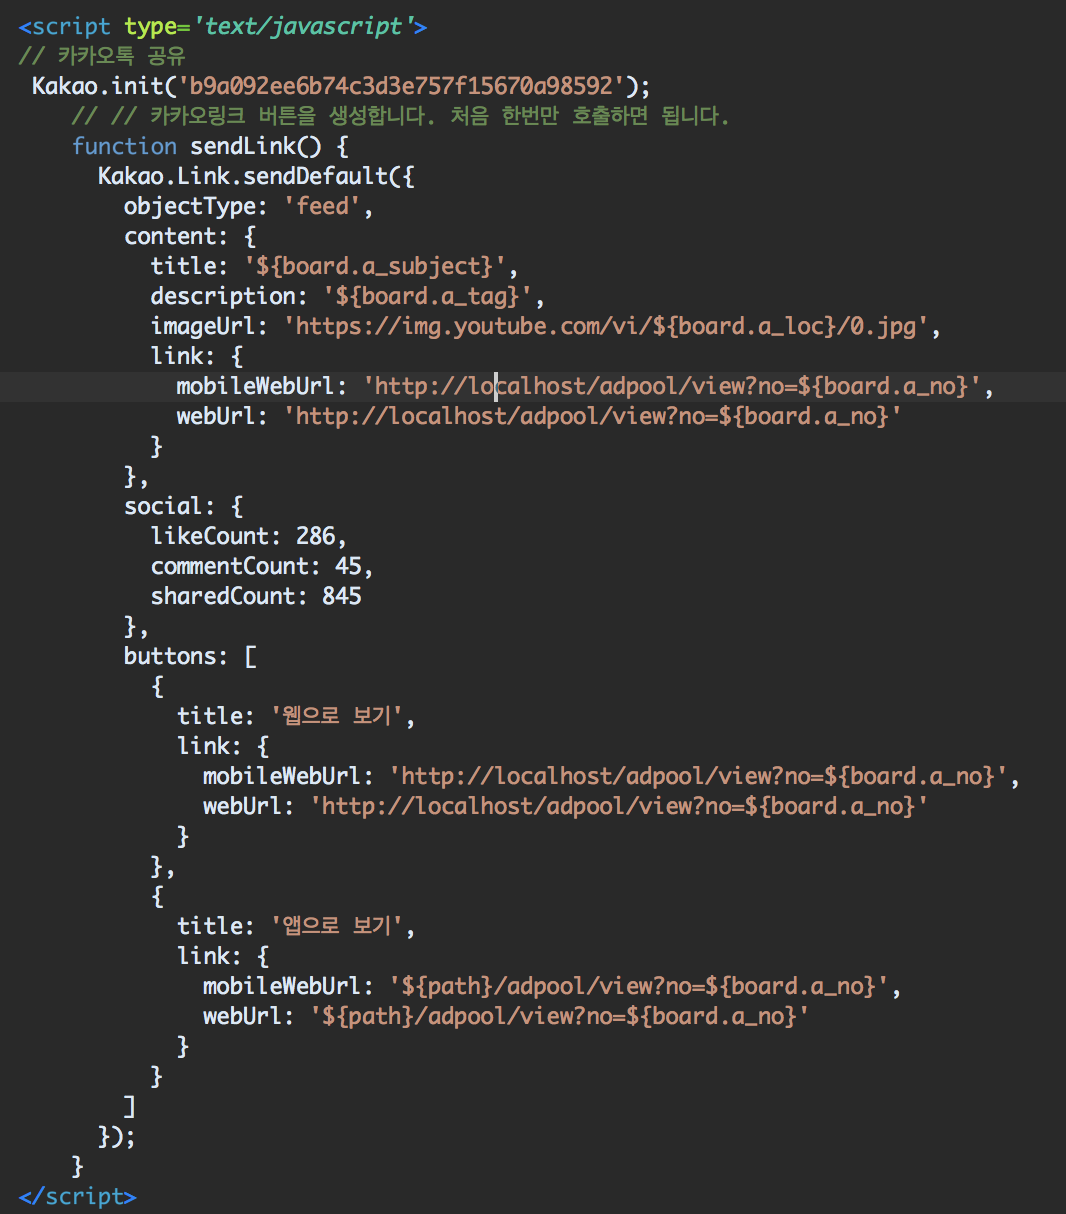 <script type='text/javascript'>
// 카카오톡 공유
Kakao.init('b9a092ee6b74c3d3e757f15670a98592');
// // 카카오링크 버튼을 생성합니다. 처음 한번만 호출하면 됩니다.
function sendLink() {
Kakao.Link.sendDefault({
objectType: 'feed',
content: {
title: '${board.a_subject}',
description: '${board.a_tag}',
imageUrl: 'https://img.youtube.com/vi/${board.a_loc}/0.jpg',
link: {
mobileWebUrl: 'http://localhost/adpool/view?no=${board.a_no}',
webUrl: 'http://localhost/adpool/view?no=${board.a_no}'
}
},
social: {
likeCount: 286,
commentCount: 45,
sharedCount: 845
},
buttons: [
{
title: '웹으로 보기',
link: {
mobileWebUrl: 'http://localhost/adpool/view?no=${board.a_no}',
webUrl: 'http://localhost/adpool/view?no=${board.a_no}'
}
},
{
title: '앱으로 보기',
link: {
mobileWebUrl: '${path}/adpool/view?no=${board.a_no}',
webUrl: '${path}/adpool/view?no=${board.a_no}'
}
}
]
});
}
</script>